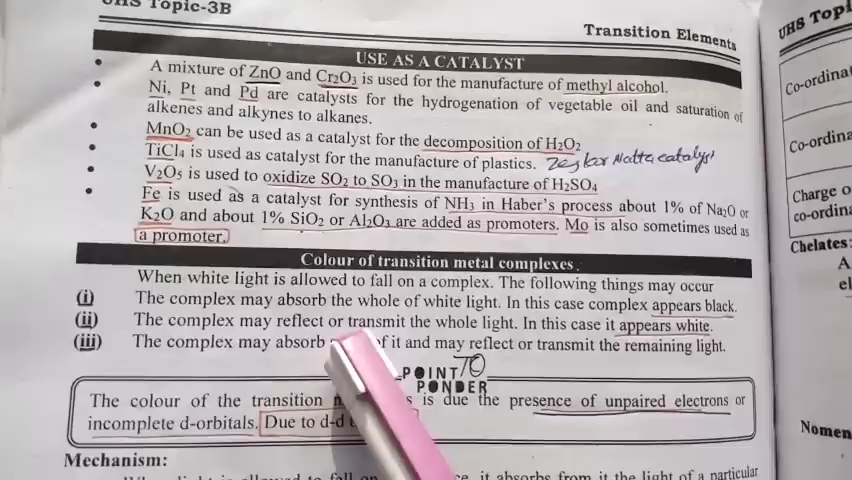 UHS Topic-3B
Transition Elements
USE AS A CATALYST
• A mixture of ZnO and Cr2O3 is used for the manufacture of methyl alcohol.
• Ni, Pt and Pd are catalysts for the hydrogenation of vegetable oil and saturation of
alkenes and alkynes to alkanes.
• MnO2 can be used as a catalyst for the decomposition of H2O2
• TiCl4 is used as catalyst for the manufacture of plastics. Zegler Natta catalyst
• V2O5 is used to oxidize SO2 to SO3 in the manufacture of H2SO4
• Fe is used as a catalyst for synthesis of NH3 in Haber's process about 1% of Na2O or
K2O and about 1% SiO2 or Al2O3 are added as promoters. Mo is also sometimes used as
a promoter.
Colour of transition metal complexes
When white light is allowed to fall on a complex. The following things may occur
(i) The complex may absorb the whole of white light. In this case complex appears black.
(ii) The complex may reflect or transmit the whole light. In this case it appears white.
(iii) The complex may absorb of it and may reflect or transmit the remaining light.
POINT TO
PONDER
The colour of the transition is due the presence of unpaired electrons or
incomplete d-orbitals. Due to d-d
Mechanism:
it absorbs from it the light of a particular
UHS Topi
Co-ordina
Co-ordina
Charge o
co-ordin
Chelates:
A
el
Nomen